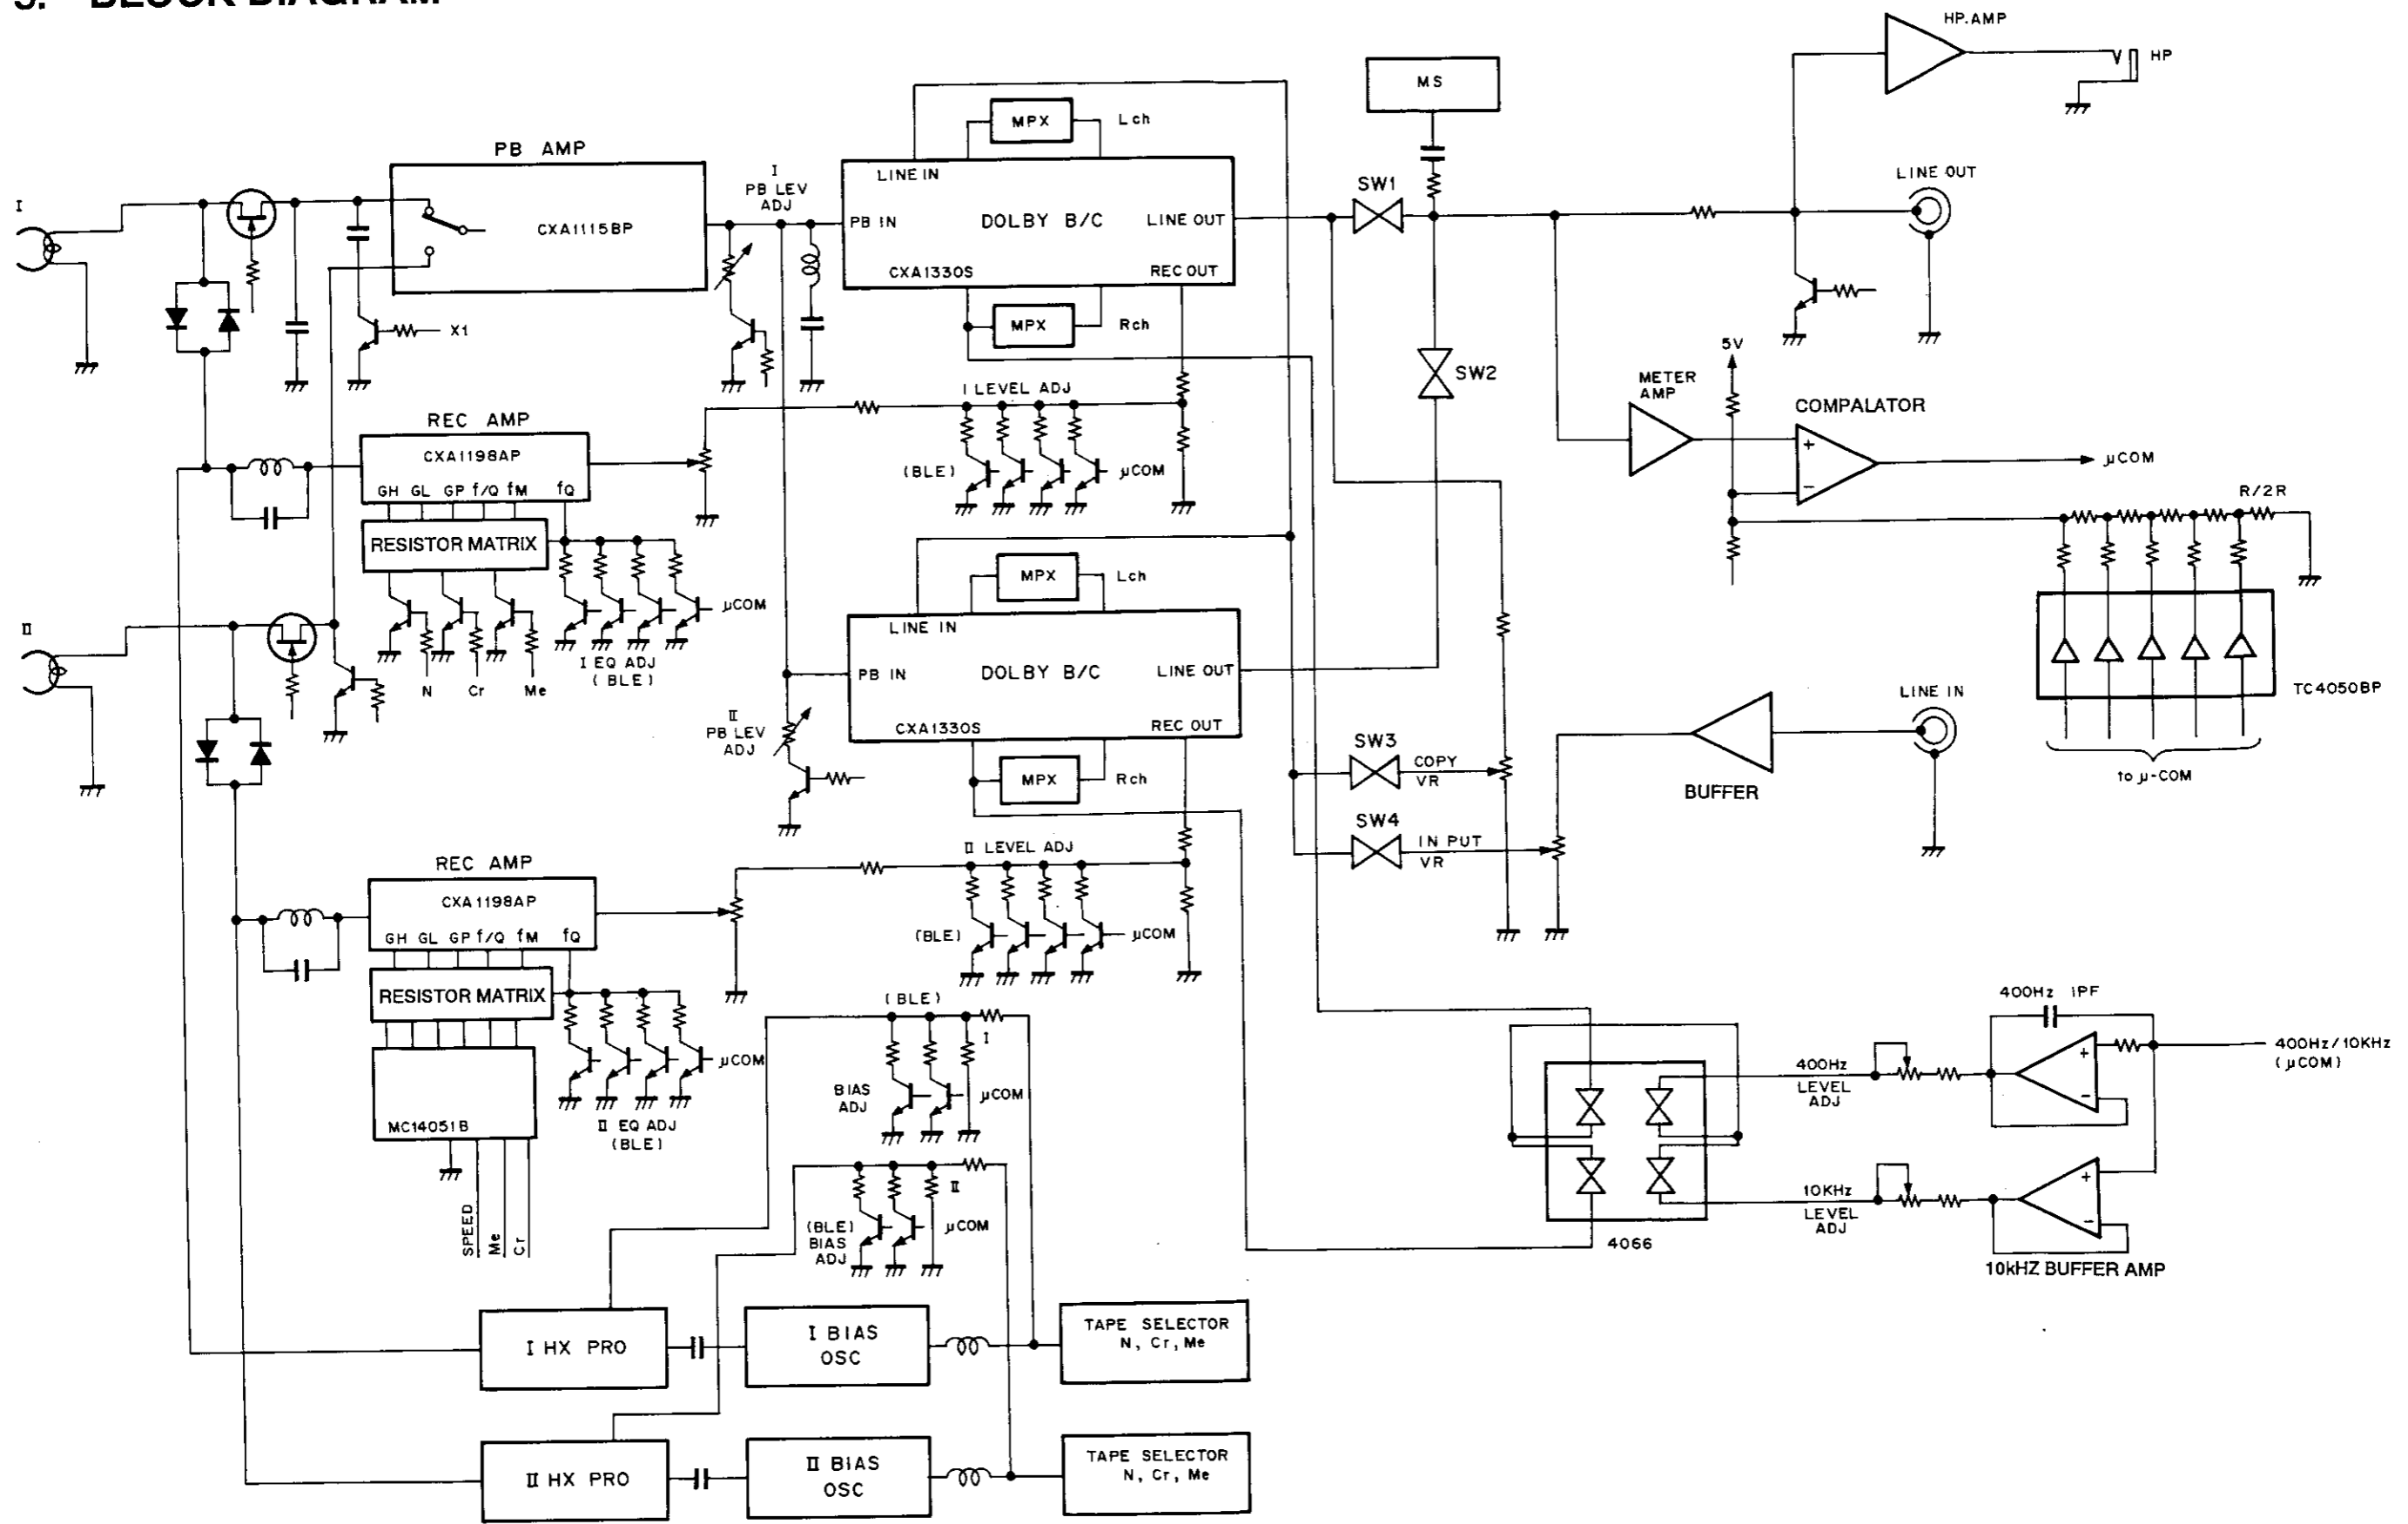 BLOCK DIAGRAM
HP.AMP
HP
MS
MPX
Lch
PB AMP
I
PB LEV
ADJ
LINE IN
SW1
LINE OUT
I
CXA1115BP
PB IN
DOLBY B/C
LINE OUT
CXA1330S
REC OUT
X1
MPX
Rch
5V
SW2
METER
AMP
COMPALATOR
I LEVEL ADJ
REC AMP
CXA1198AP
(BLE)
µCOM
+
−
µCOM
GH GL GP f/Q fM fQ
R/2R
RESISTOR MATRIX
MPX
Lch
µCOM
II
LINE IN
I EQ ADJ
(BLE)
N
Cr
Me
PB IN
DOLBY B/C
LINE OUT
TC4050BP
LINE IN
II
PB LEV
ADJ
CXA1330S
REC OUT
SW3
COPY
VR
MPX
Rch
to µ-COM
BUFFER
SW4
IN PUT
VR
II LEVEL ADJ
REC AMP
CXA1198AP
(BLE)
µCOM
GH GL GP f/Q fM fQ
RESISTOR MATRIX
(BLE)
I
400Hz IPF
400Hz/10KHz
(µCOM)
+
−
µCOM
400Hz
LEVEL
ADJ
BIAS
ADJ
µCOM
MC14051B
II EQ ADJ
(BLE)
II
10KHz
LEVEL
ADJ
+
−
SPEED
Me
Cr
(BLE)
BIAS
ADJ
µCOM
4066
10kHZ BUFFER AMP
I HX PRO
I BIAS
OSC
TAPE SELECTOR
N, Cr, Me
II HX PRO
II BIAS
OSC
TAPE SELECTOR
N, Cr, Me